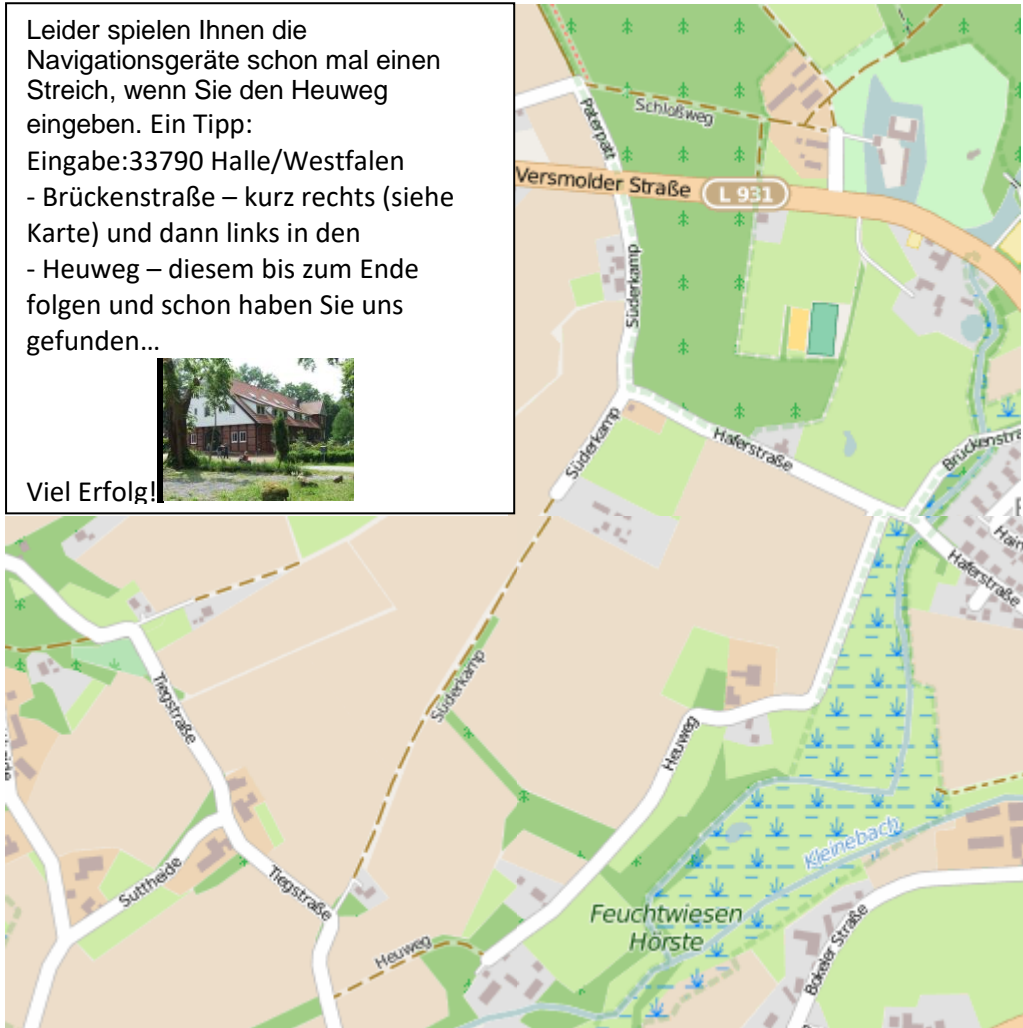 Leider spielen Ihnen die
Navigationsgeräte schon mal einen
Streich, wenn Sie den Heuweg
eingeben. Ein Tipp:
Eingabe:33790 Halle/Westfalen
- Brückenstraße – kurz rechts (siehe
Karte) und dann links in den
- Heuweg – diesem bis zum Ende
folgen und schon haben Sie uns
gefunden…
Viel Erfolg!
Paterpatt
Schloßweg
Versmolder Straße
L 931
Süderkamp
Süderkamp
Haferstraße
Brückenstra
Hain
Haferstraße
Süderkamp
Tiegstraße
Heuweg
Kleinebach
Suttheide
Tiegstraße
Feuchtwiesen
Hörste
Bokeler Straße
Heuweg